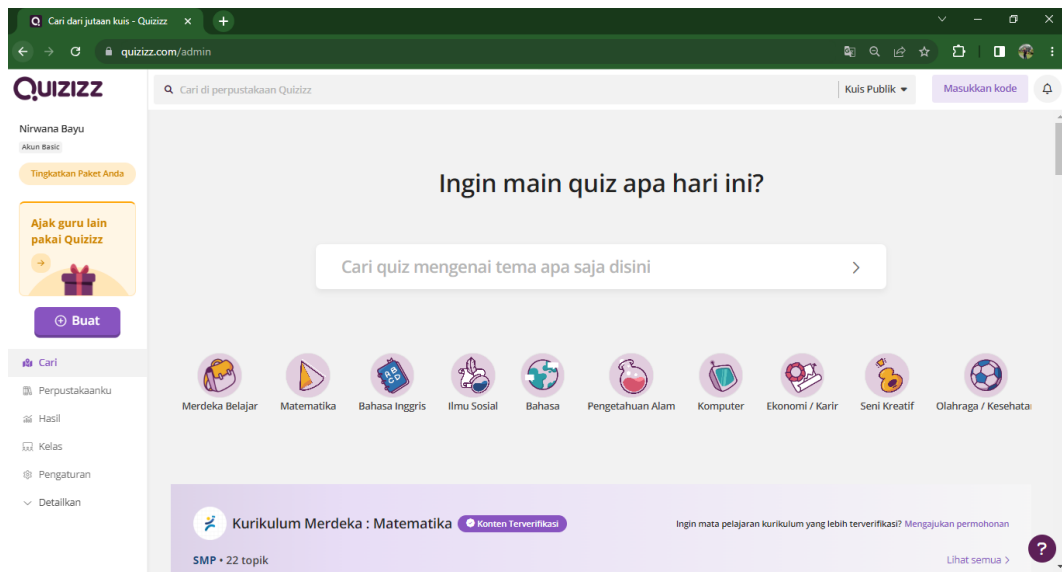 Cari dari jutaan kuis - Quizizz
quizizz.com/admin
QUIZIZZ
Cari di perpustakaan Quizizz
Kuis Publik
Masukkan kode
Nirwana Bayu
Akun Basic
Tingkatkan Paket Anda
Ajak guru lain
pakai Quizizz
Buat
Cari
Perpustakaanku
Hasil
Kelas
Pengaturan
Detailkan
Ingin main quiz apa hari ini?
Cari quiz mengenai tema apa saja disini
Merdeka Belajar
Matematika
Bahasa Inggris
Ilmu Sosial
Bahasa
Pengetahuan Alam
Komputer
Ekonomi / Karir
Seni Kreatif
Olahraga / Kesehata
Kurikulum Merdeka : Matematika
Konten Terverifikasi
Ingin mata pelajaran kurikulum yang lebih terverifikasi? Mengajukan permohonan
SMP • 22 topik
Lihat semua >
?